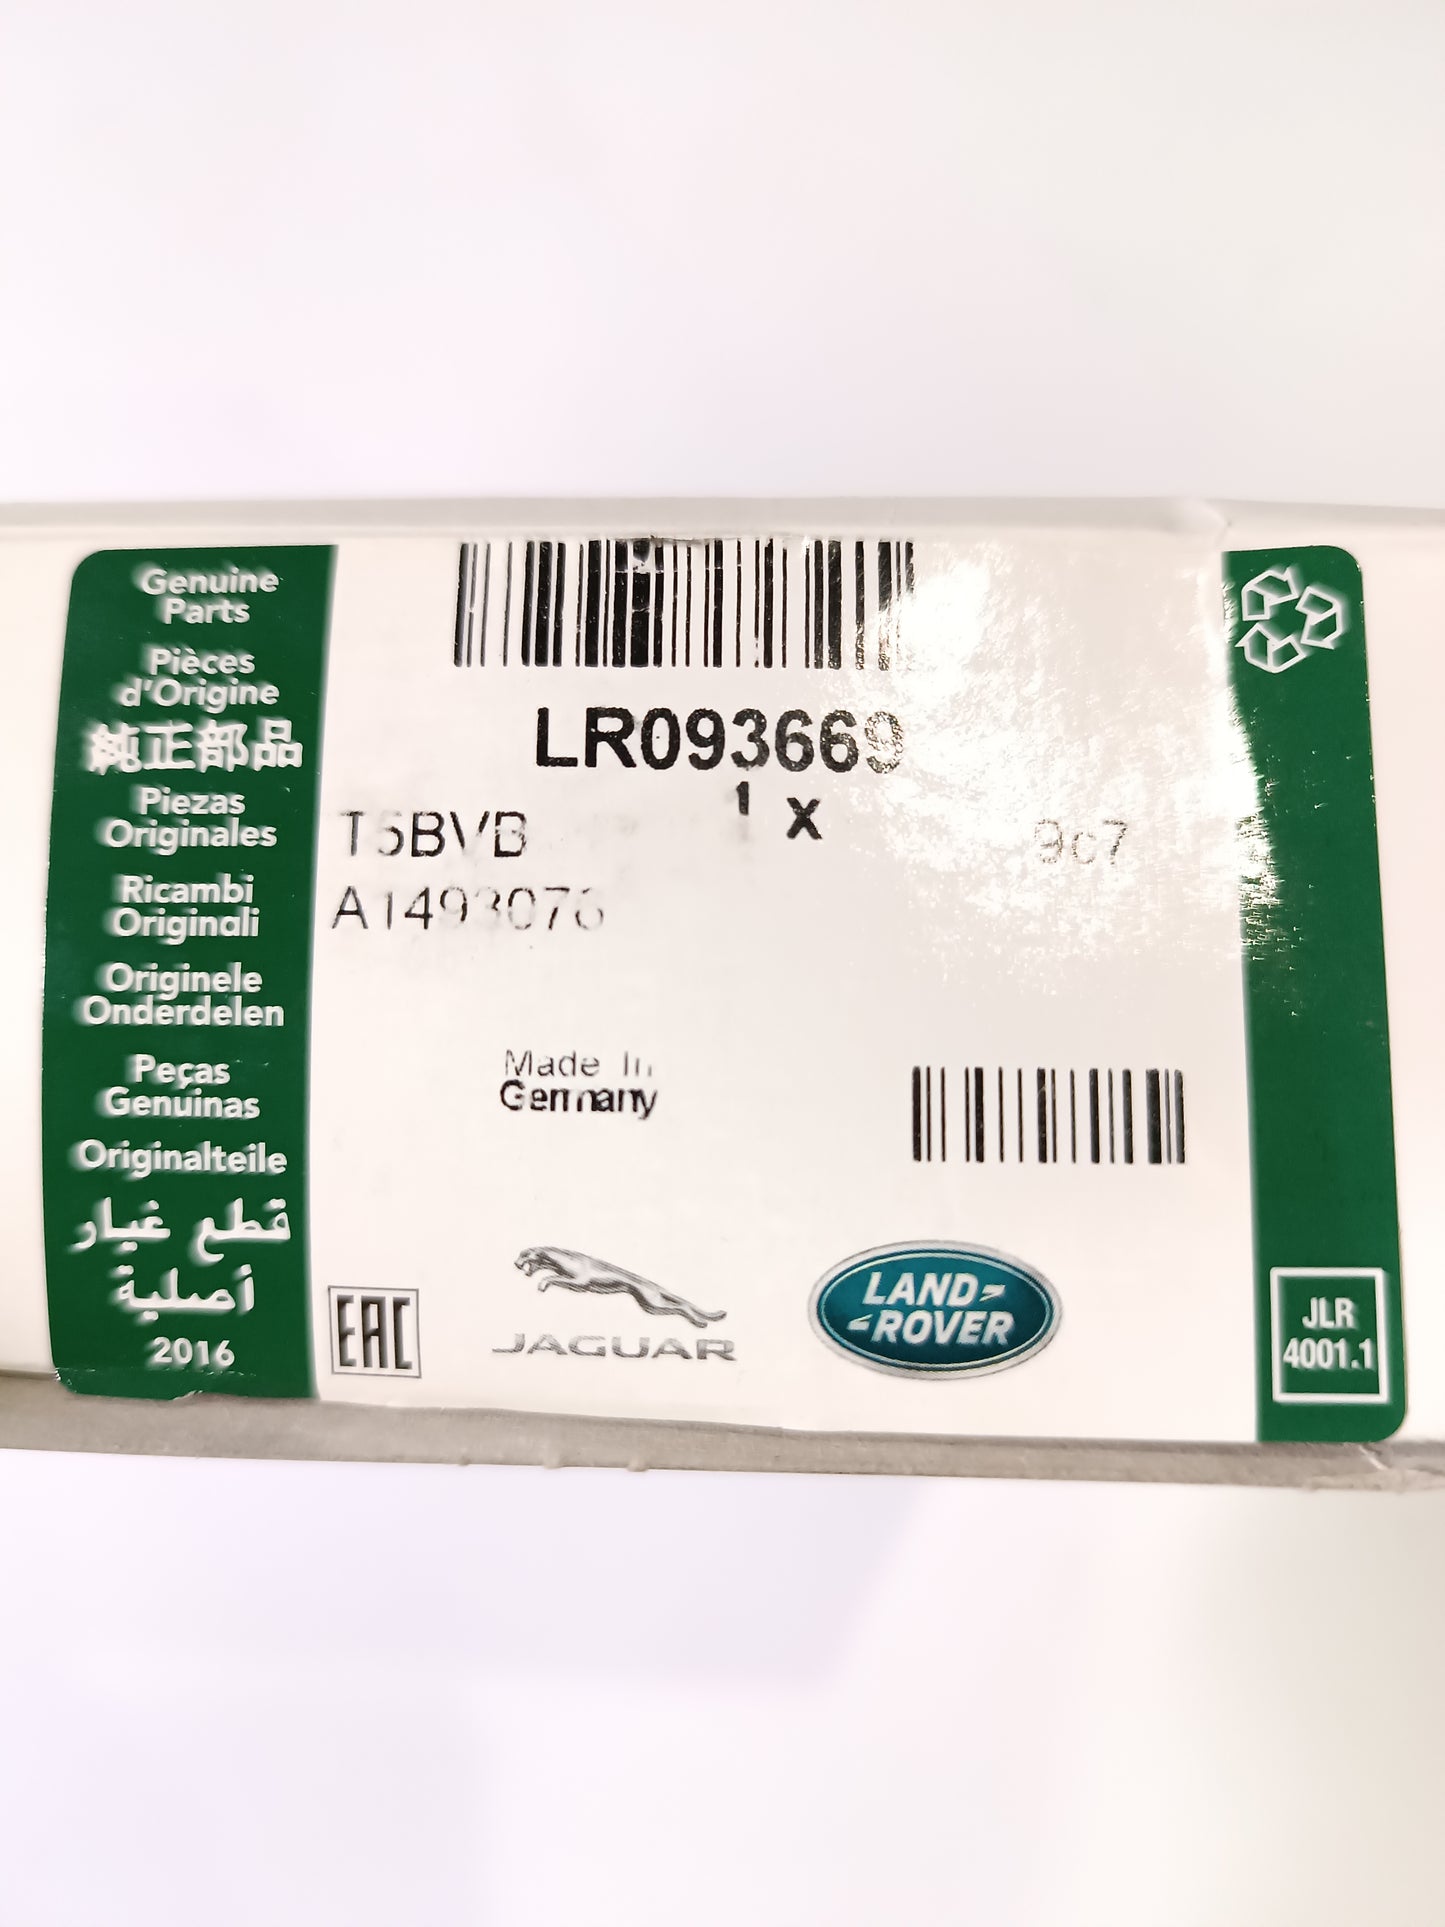 Genuine
Parts
Pièces
d'Origine
純正部品
Piezas
Originales
Ricambi
Originali
Originele
Onderdelen
Peças
Genuinas
Originalteile
قطع غيار
أصلية
2016
LR093669
1 X
T5BVB
9c7
A1493076
Made In
Germany
EAC
JAGUAR
LAND
ROVER
JLR
4001.1